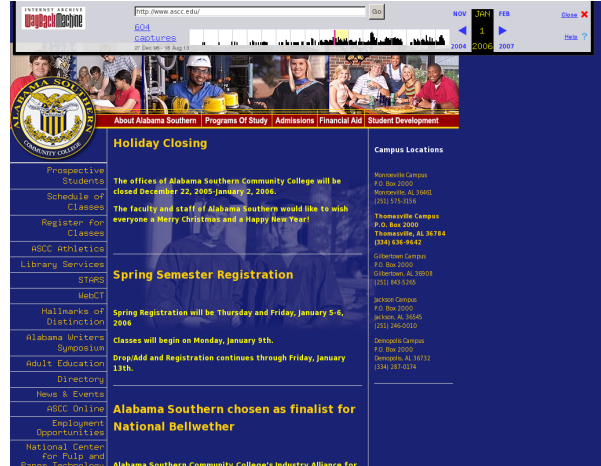 INTERNET ARCHIVE
WayBackMachine
http://www.ascc.edu/
Go
604
captures
27 Dec 96 - 18 Aug 13
NOV JAN FEB
1
2004 2006 2007
Close
Help ?
ALABAMA SOUTHERN
COMMUNITY COLLEGE
About Alabama Southern Programs Of Study Admissions Financial Aid Student Development
Prospective
Students
Schedule of
Classes
Register for
Classes
ASCC Athletics
Library Services
STARS
WebCT
Hallmarks of
Distinction
Alabama Writers
Symposium
Adult Education
Directory
News & Events
ASCC Online
Employment
Opportunities
National Center
for Pulp and
Paper Technology
Holiday Closing
The offices of Alabama Southern Community College will be
closed December 22, 2005-January 2, 2006.
The faculty and staff of Alabama Southern would like to wish
everyone a Merry Christmas and a Happy New Year!
Spring Semester Registration
Spring Registration will be Thursday and Friday, January 5-6,
2006
Classes will begin on Monday, January 9th.
Drop/Add and Registration continues through Friday, January
13th.
Alabama Southern chosen as finalist for
National Bellwether
Alabama Southern Community College's Industry Alliance for
Campus Locations
Monroeville Campus
P.O. Box 2000
Monroeville, AL 36461
(251) 575-3156
Thomasville Campus
P.O. Box 2000
Thomasville, AL 36784
(334) 636-9642
Gilbertown Campus
P.O. Box 2000
Gilbertown, AL 36908
(251) 843-5265
Jackson Campus
P.O. Box 2000
Jackson, AL 36545
(251) 246-0010
Demopolis Campus
P.O. Box 2000
Demopolis, AL 36732
(334) 287-0174